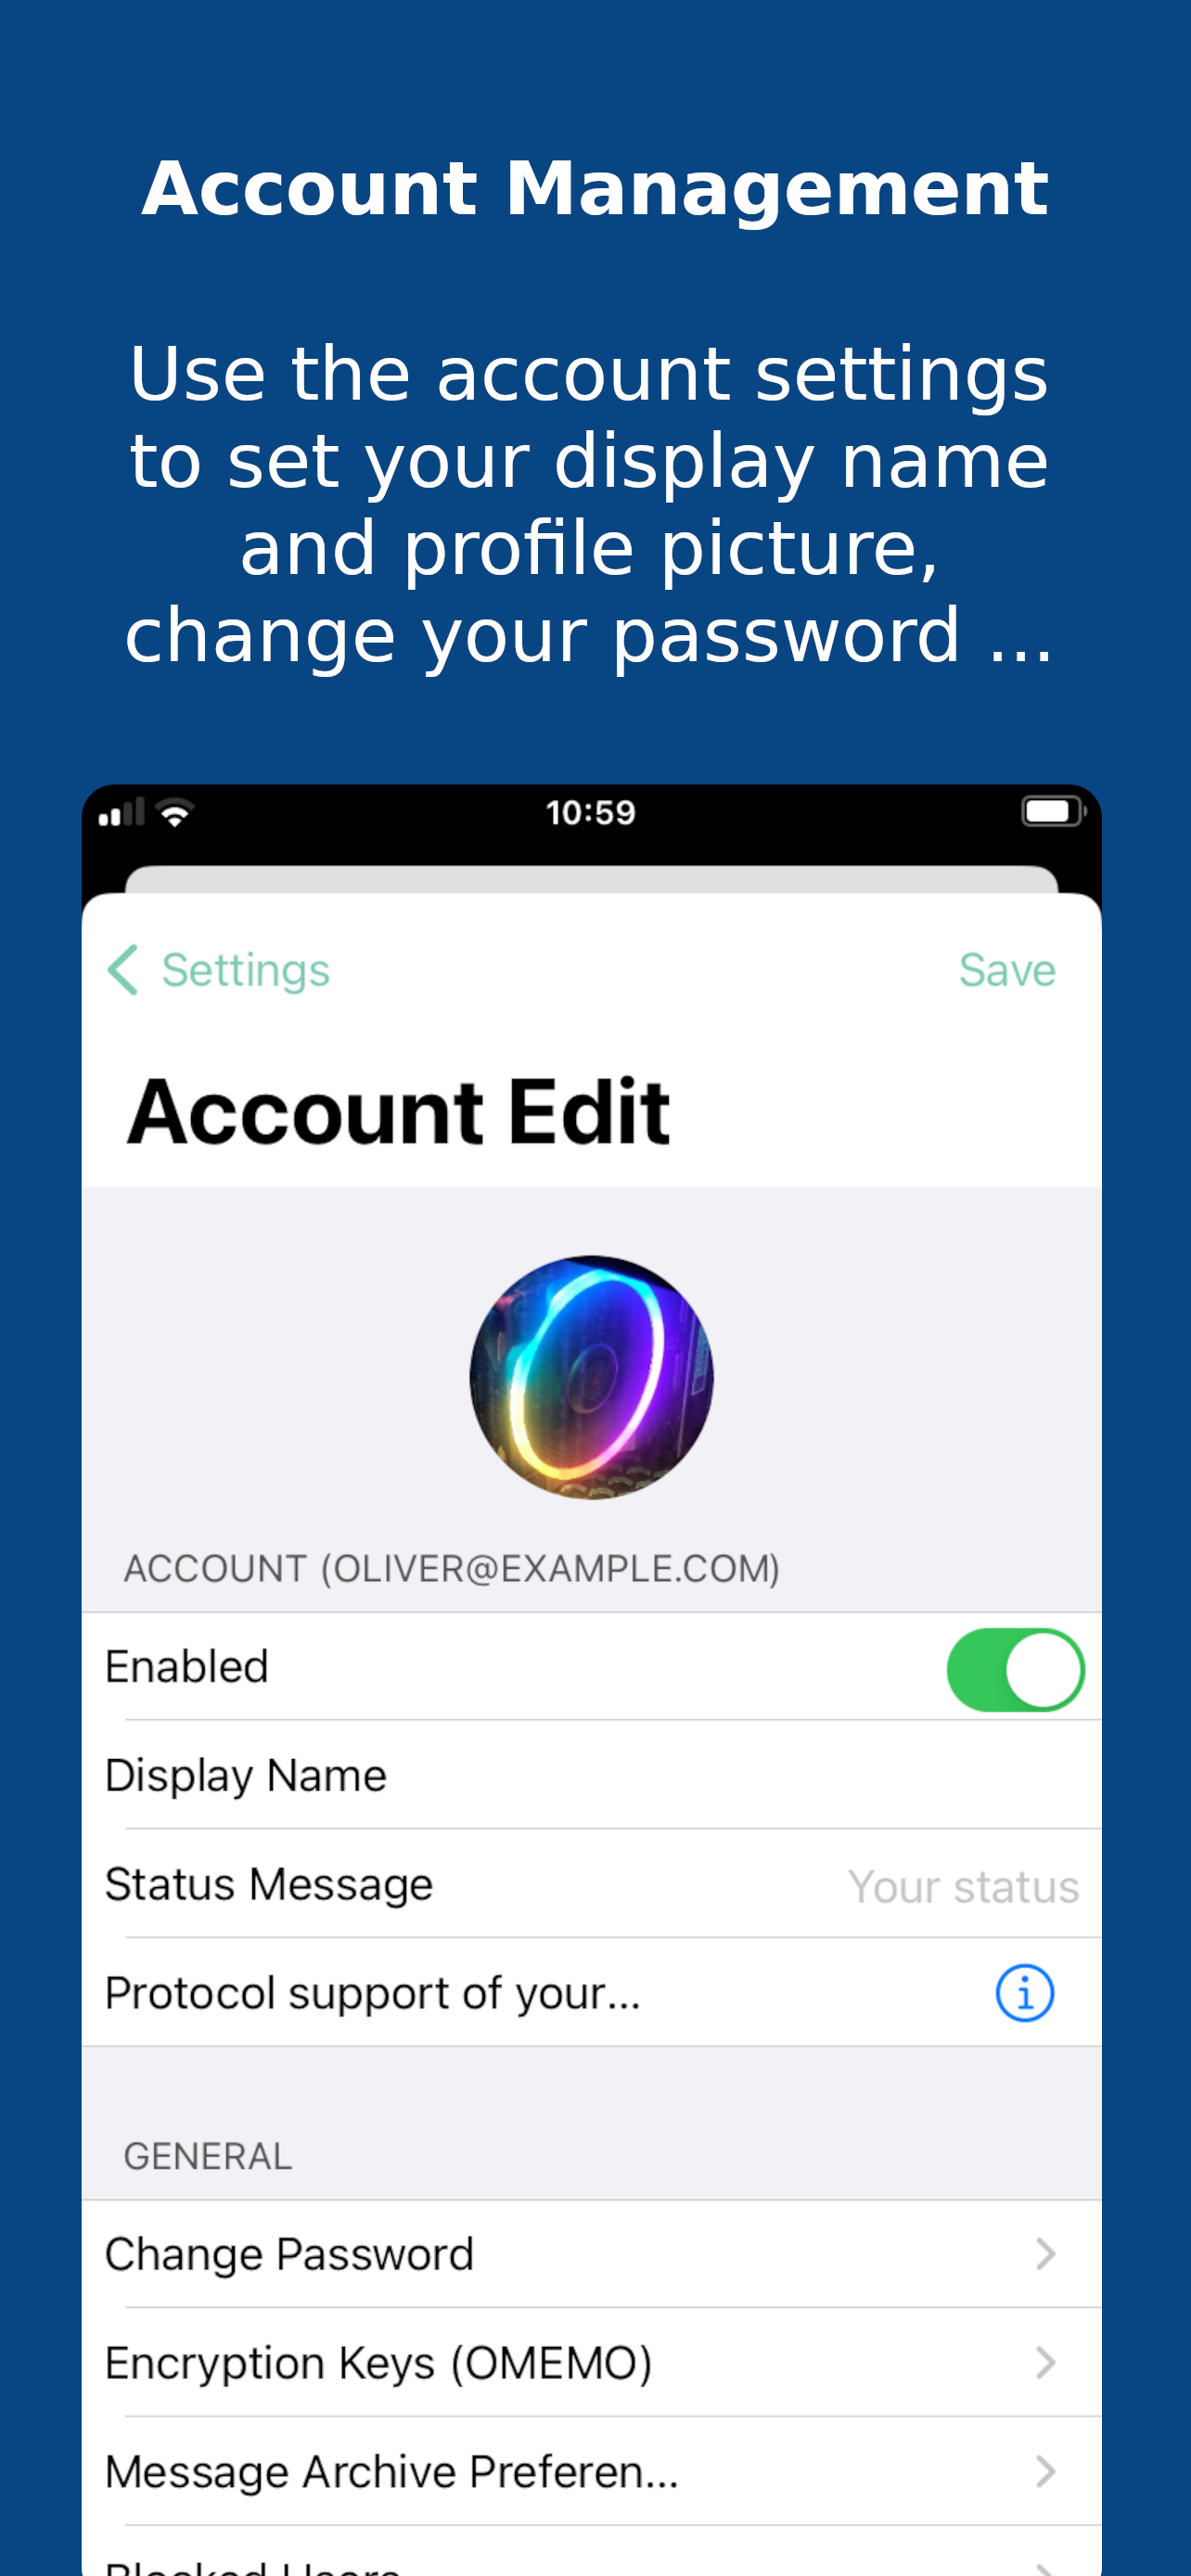 Account Management
Use the account settings
to set your display name
and profile picture,
change your password ...
10:59
Settings
Save
Account Edit
ACCOUNT (OLIVER@EXAMPLE.COM)
Enabled
Display Name
Status Message
Your status
Protocol support of your...
GENERAL
Change Password
Encryption Keys (OMEMO)
Message Archive Preferen...
Blocked Users